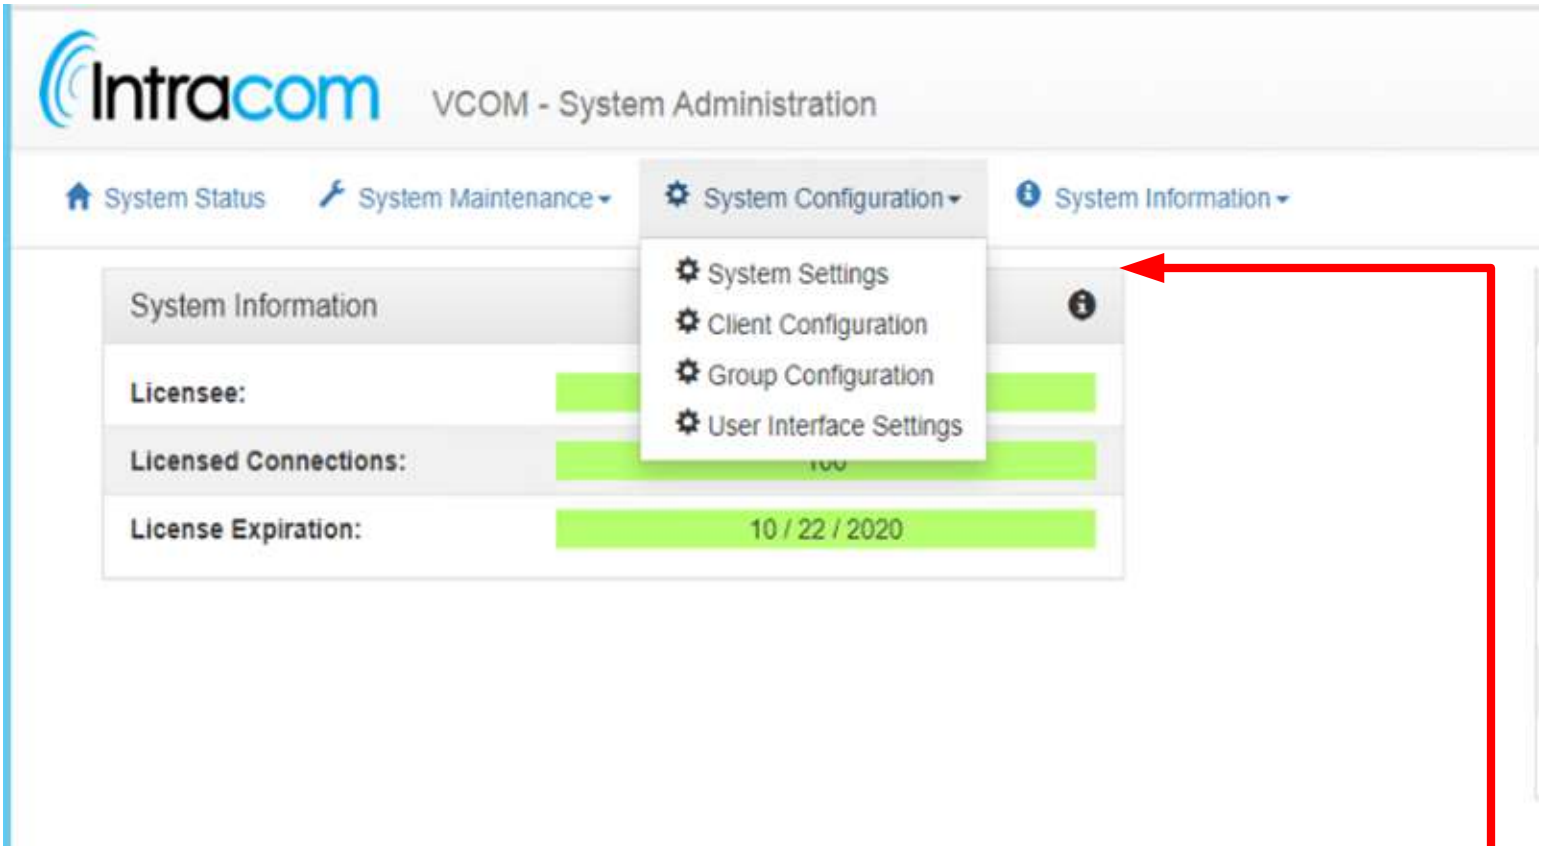 Intracom VCOM - System Administration
System Status System Maintenance System Configuration System Information
System Settings
System Information
Client Configuration
Group Configuration
Licensee:
User Interface Settings
Licensed Connections: 100
License Expiration: 10 / 22 / 2020